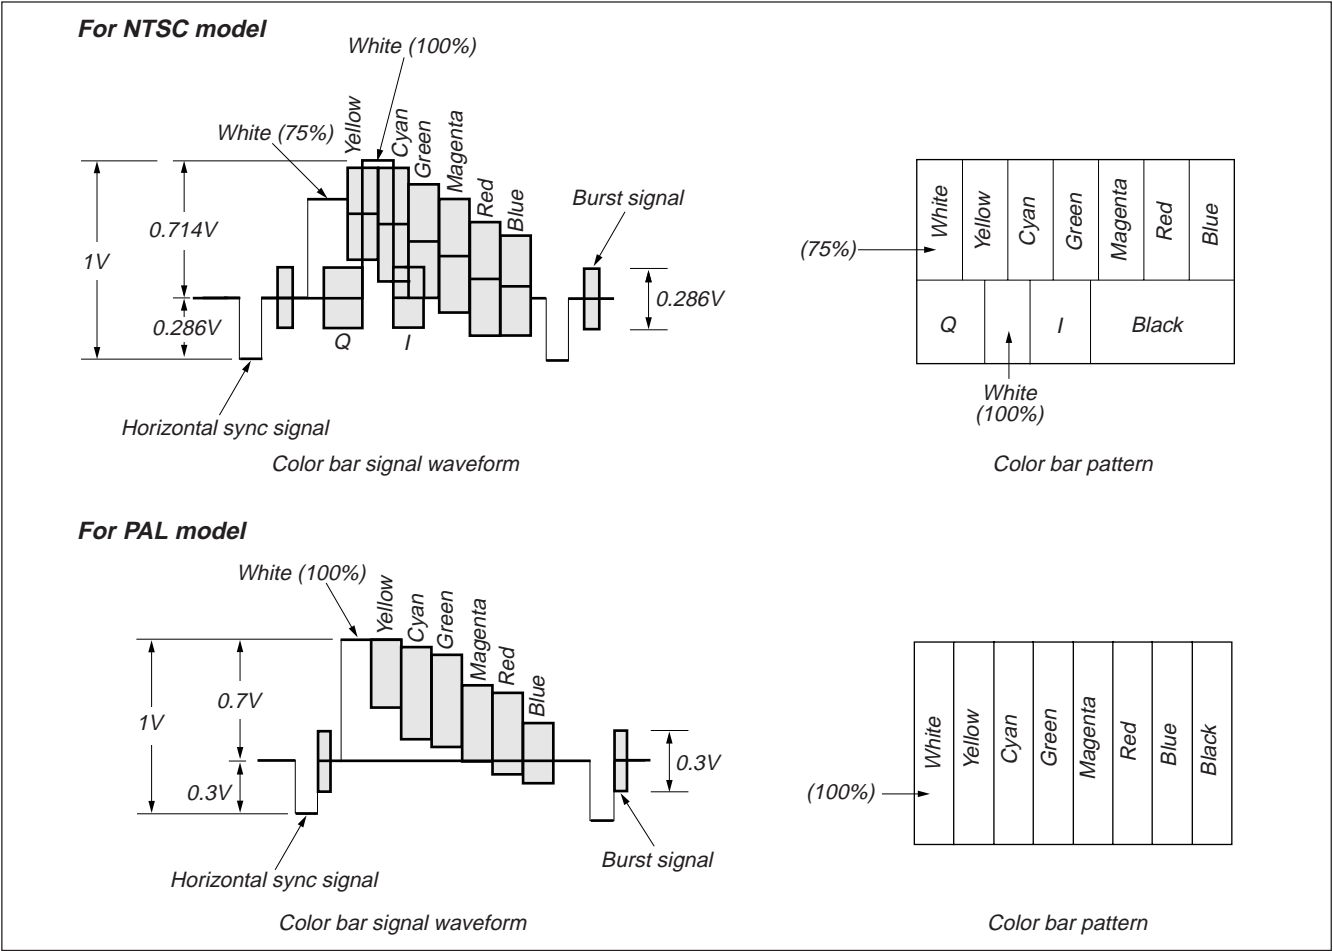 For NTSC model
White (100%)
White (75%)
Yellow
Cyan
Green
Magenta
Red
Blue
Burst signal
0.714V
1V
0.286V
0.286V
Q
I
Horizontal sync signal
Color bar signal waveform
White
Yellow
Cyan
Green
Magenta
Red
Blue
(75%)
Q
I
Black
White
(100%)
Color bar pattern
For PAL model
White (100%)
Yellow
Cyan
Green
Magenta
Red
Blue
0.7V
1V
0.3V
0.3V
Burst signal
Horizontal sync signal
Color bar signal waveform
White
Yellow
Cyan
Green
Magenta
Red
Blue
Black
(100%)
Color bar pattern